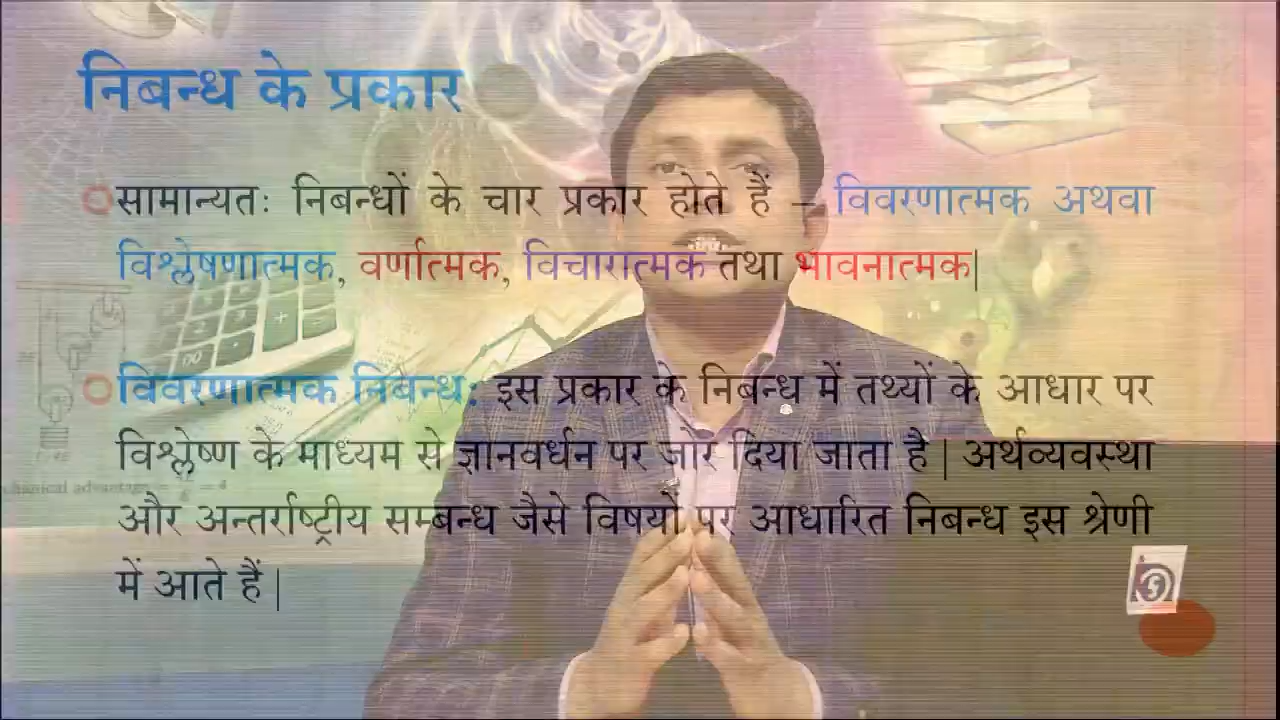 निबन्ध के प्रकार
सामान्यतः निबन्धों के चार प्रकार होते हैं – विवरणात्मक अथवा
विश्लेषणात्मक, वर्णात्मक, विचारात्मक तथा भावनात्मक|
विवरणात्मक निबन्ध: इस प्रकार के निबन्ध में तथ्यों के आधार पर
विश्लेष्ण के माध्यम से ज्ञानवर्धन पर जोर दिया जाता है | अर्थव्यवस्था
और अन्तर्राष्ट्रीय सम्बन्ध जैसे विषयों पर आधारित निबन्ध इस श्रेणी
में आते हैं |